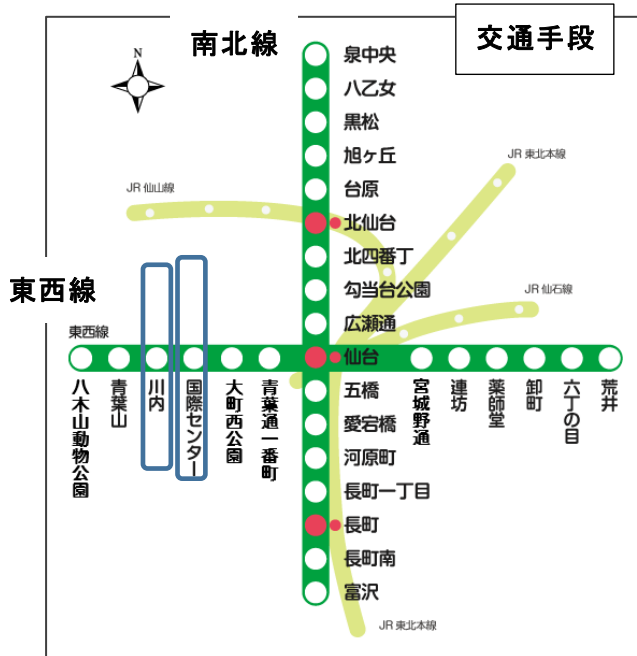 交通手段
南北線
N
泉中央
八乙女
黒松
旭ヶ丘
台原
北仙台
北四番丁
勾当台公園
広瀬通
仙台
五橋
愛宕橋
河原町
長町一丁目
長町
長町南
富沢
JR 仙山線
JR 東北本線
JR 仙石線
東西線
東西線
八木山動物公園
青葉山
川内
国際センター
大町西公園
青葉通一番町
宮城野通
連坊
薬師堂
卸町
六丁の目
荒井
JR 東北本線